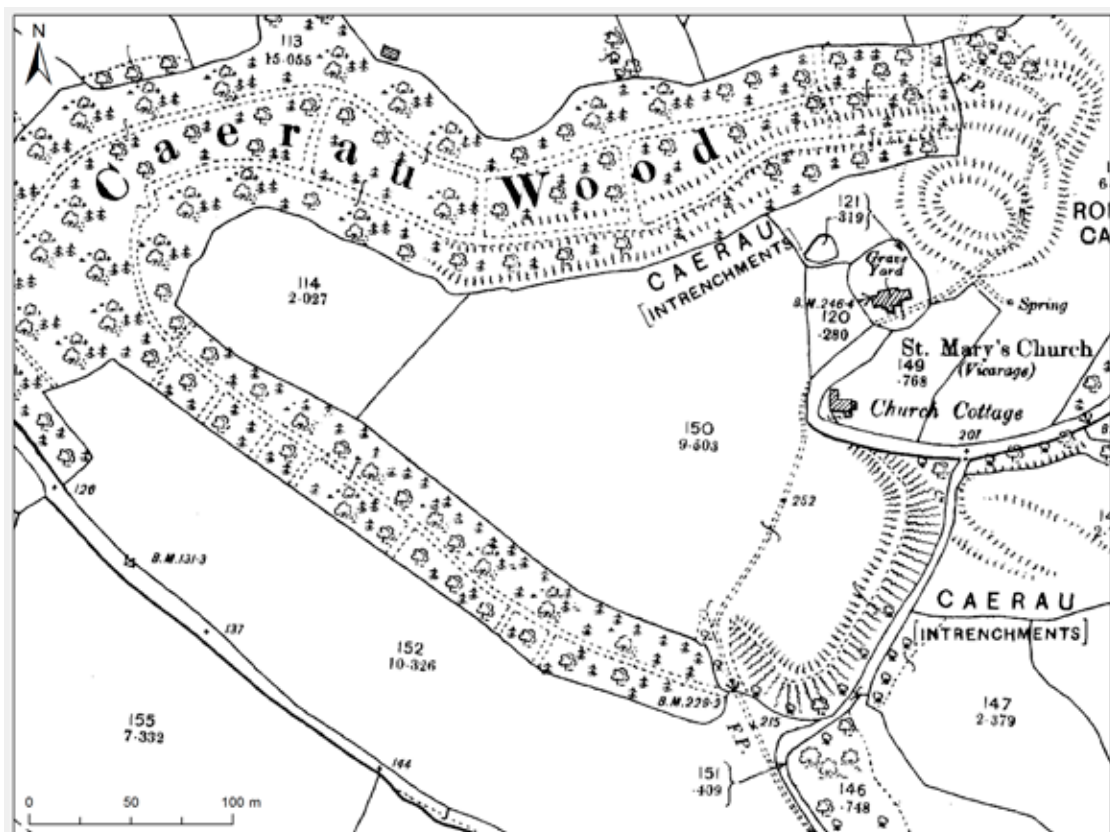 N
113
15·055
F.P.
Caerau Wood
121
·319
CAERAU
[INTRENCHMENTS]
Grave
Yard
114
2·027
B.M.246·4
120
·280
Spring
St. Mary's Church
(Vicarage)
149
·768
Church Cottage
207
150
9·503
252
126
B.M.131·3
137
CAERAU
[INTRENCHMENTS]
152
10·326
B.M.229·3
147
2·379
155
7·332
215
F.P.
144
151
·409
146
·748
0 50 100 m